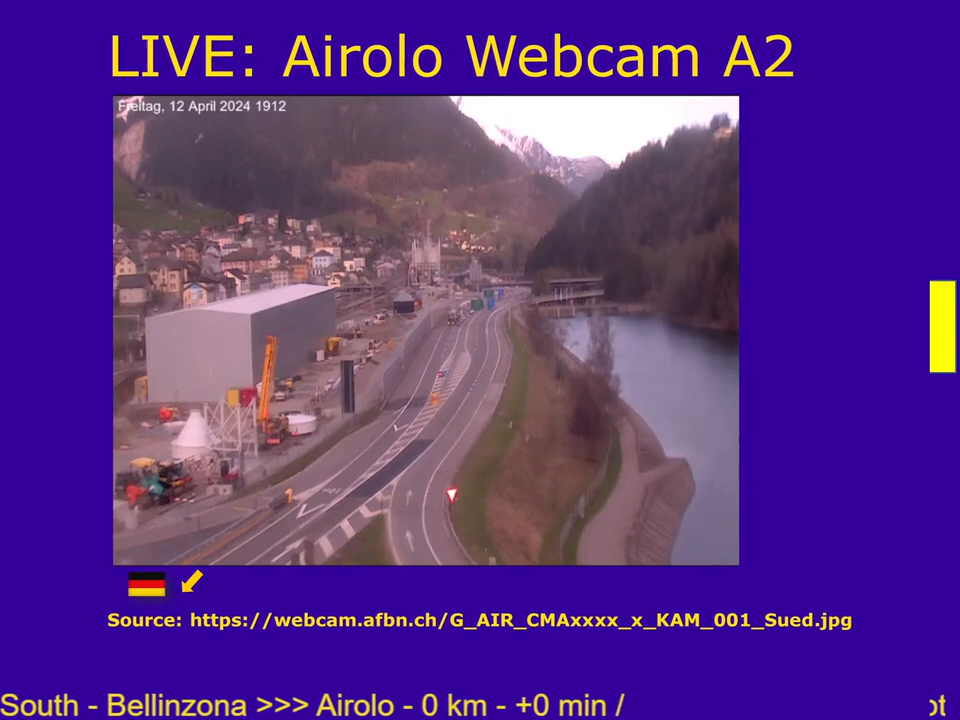 LIVE: Airolo Webcam A2
Freitag, 12 April 2024 1912
Source: https://webcam.afbn.ch/G_AIR_CMAxxxx_x_KAM_001_Sued.jpg
South - Bellinzona >>> Airolo - 0 km - +0 min /